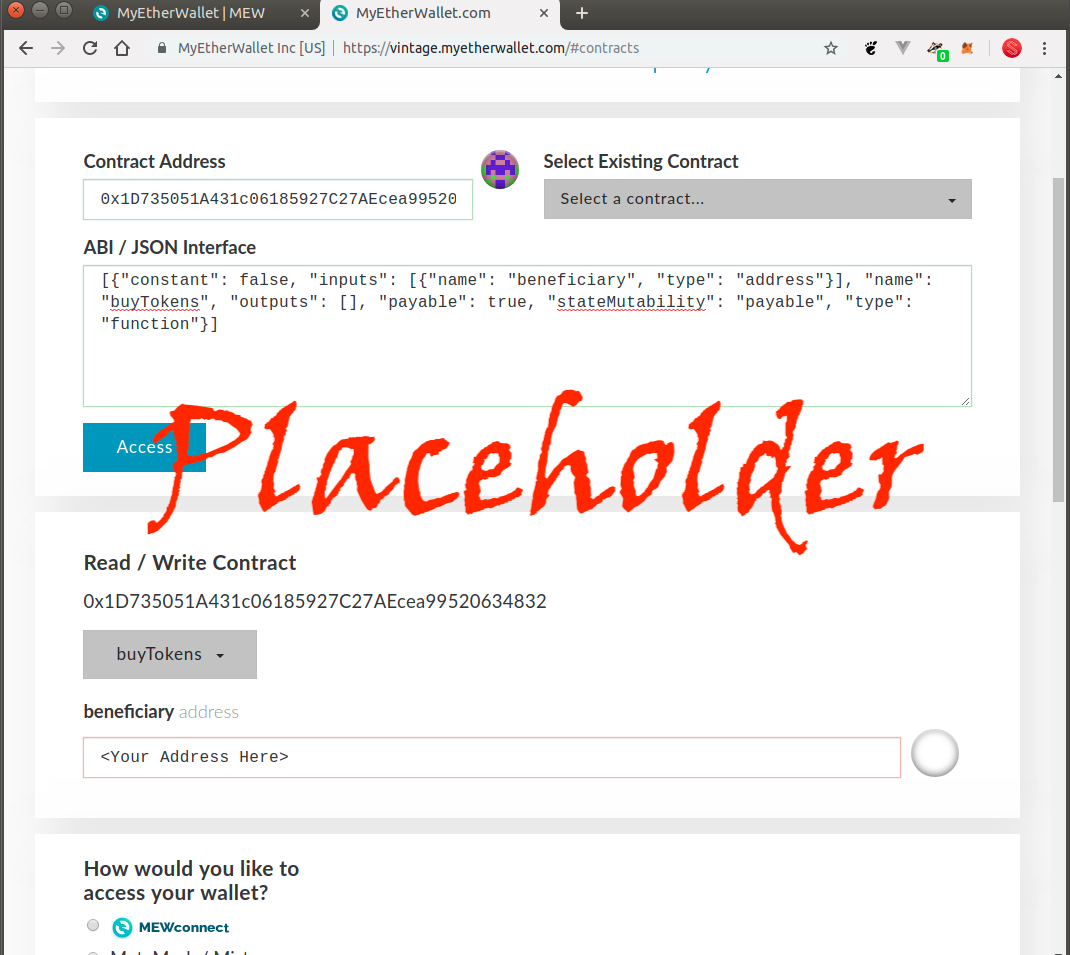 MyEtherWallet | MEW
MyEtherWallet.com
MyEtherWallet Inc [US] | https://vintage.myetherwallet.com/#contracts
0
Contract Address
Select Existing Contract
0x1D735051A431c06185927C27AEcea99520
Select a contract...
ABI / JSON Interface
[{"constant": false, "inputs": [{"name": "beneficiary", "type": "address"}], "name":
"buyTokens", "outputs": [], "payable": true, "stateMutability": "payable", "type":
"function"}]
Access
Placeholder
Read / Write Contract
0x1D735051A431c06185927C27AEcea99520634832
buyTokens
beneficiary address
<Your Address Here>
How would you like to
access your wallet?
MEWconnect